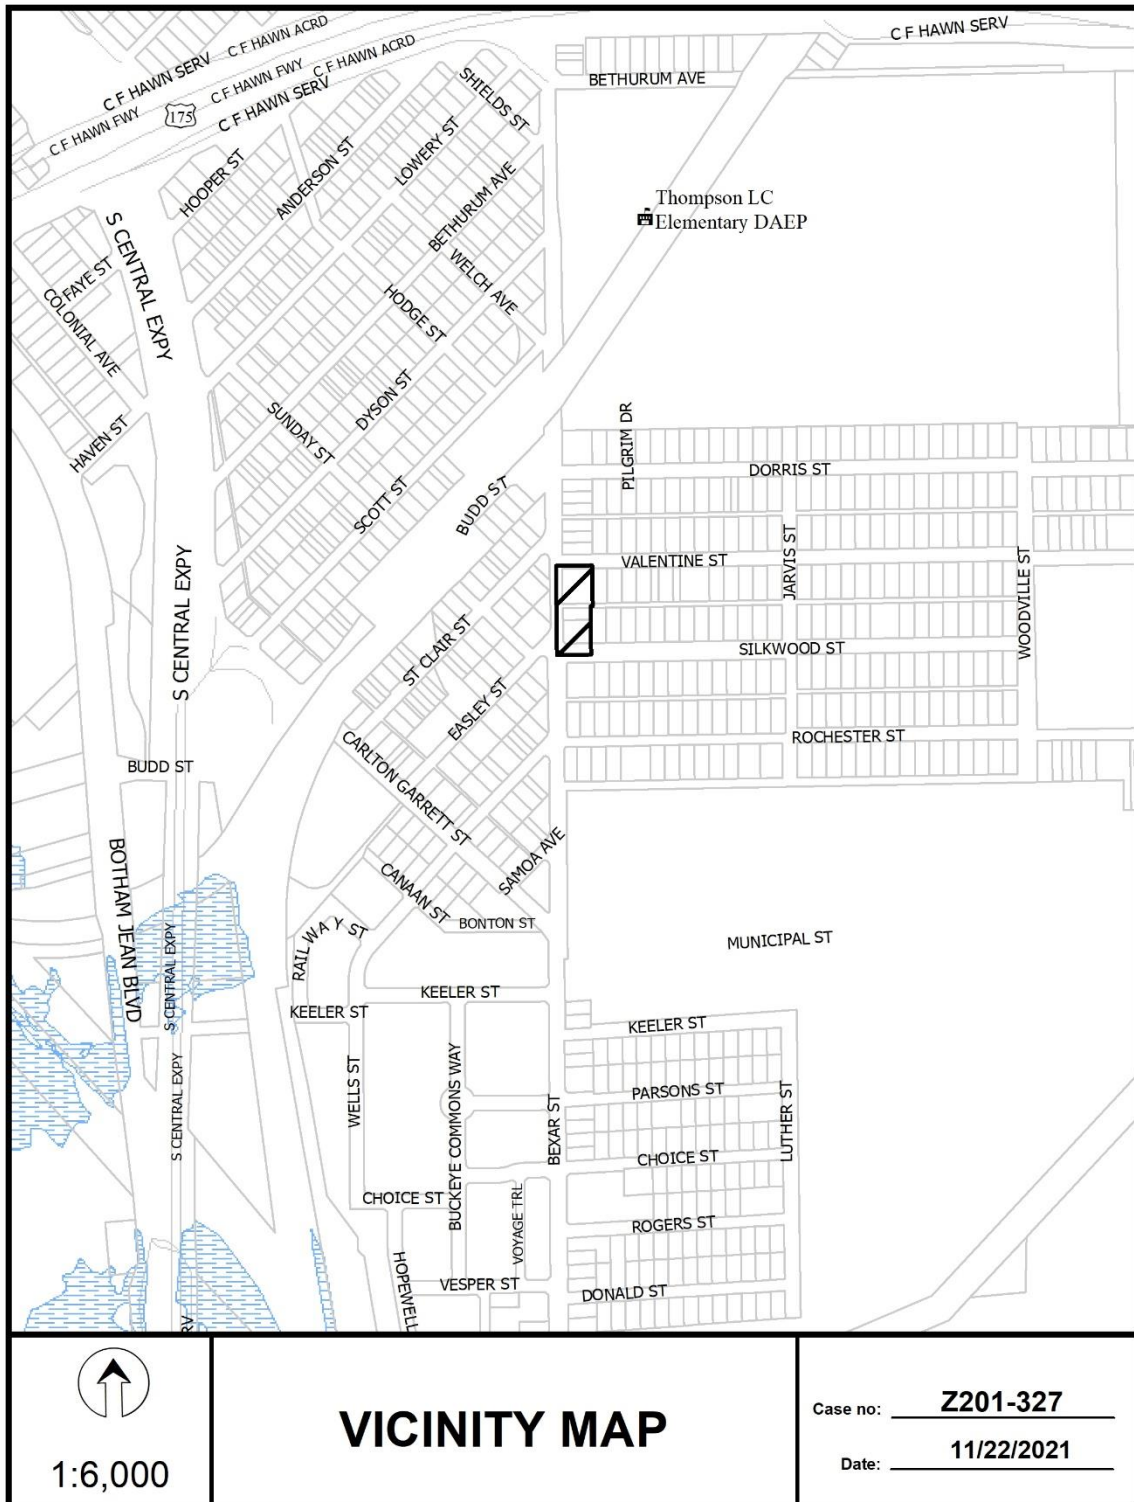 C F HAWN SERV
C F HAWN ACRD
C F HAWN FWY
C F HAWN ACRD
C F HAWN SERV
C F HAWN FWY
175
C F HAWN SERV
BETHURUM AVE
SHIELDS ST
LOWERY ST
ANDERSON ST
HOOPER ST
BETHURUM AVE
WELCH AVE
HODGE ST
Thompson LC
Elementary DAEP
S CENTRAL EXPY
FAYE ST
COLONIAL AVE
HAVEN ST
DYSON ST
SUNDAY ST
SCOTT ST
BUDD ST
PILGRIM DR
DORRIS ST
VALENTINE ST
JARVIS ST
WOODVILLE ST
SILKWOOD ST
ROCHESTER ST
S CENTRAL EXPY
ST CLAIR ST
EASLEY ST
CARLTON GARRETT ST
BUDD ST
SAMOA AVE
CANAAN ST
BONTON ST
RAILWAY ST
BOTHAM JEAN BLVD
S CENTRAL EXPY
MUNICIPAL ST
KEELER ST
KEELER ST
KEELER ST
S CENTRAL EXPY
WELLS ST
BUCKEYE COMMONS WAY
BEXAR ST
PARSONS ST
LUTHER ST
CHOICE ST
CHOICE ST
VOYAGE TRL
ROGERS ST
HOPEWELL
VESPER ST
DONALD ST
RV
1:6,000
VICINITY MAP
Case no: Z201-327
Date: 11/22/2021